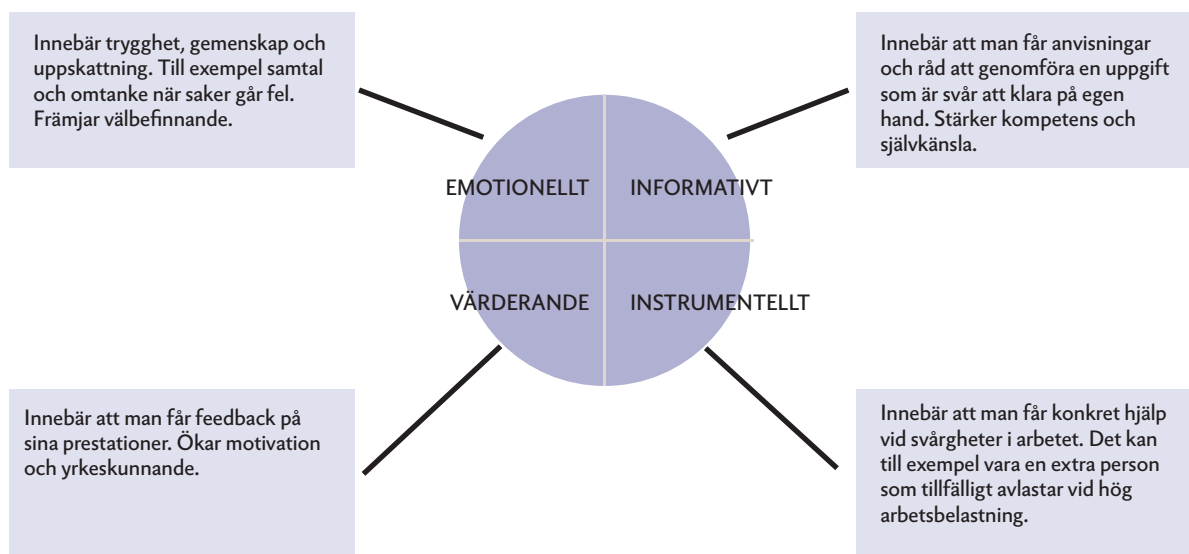 Innebär trygghet, gemenskap och
uppskattning. Till exempel samtal
och omtanke när saker går fel.
Främjar välbefinnande.
Innebär att man får anvisningar
och råd att genomföra en uppgift
som är svår att klara på egen
hand. Stärker kompetens och
självkänsla.
EMOTIONELLT
INFORMATIVT
VÄRDERANDE
INSTRUMENTELLT
Innebär att man får feedback på
sina prestationer. Ökar motivation
och yrkeskunnande.
Innebär att man får konkret hjälp
vid svårgheter i arbetet. Det kan
till exempel vara en extra person
som tillfälligt avlastar vid hög
arbetsbelastning.